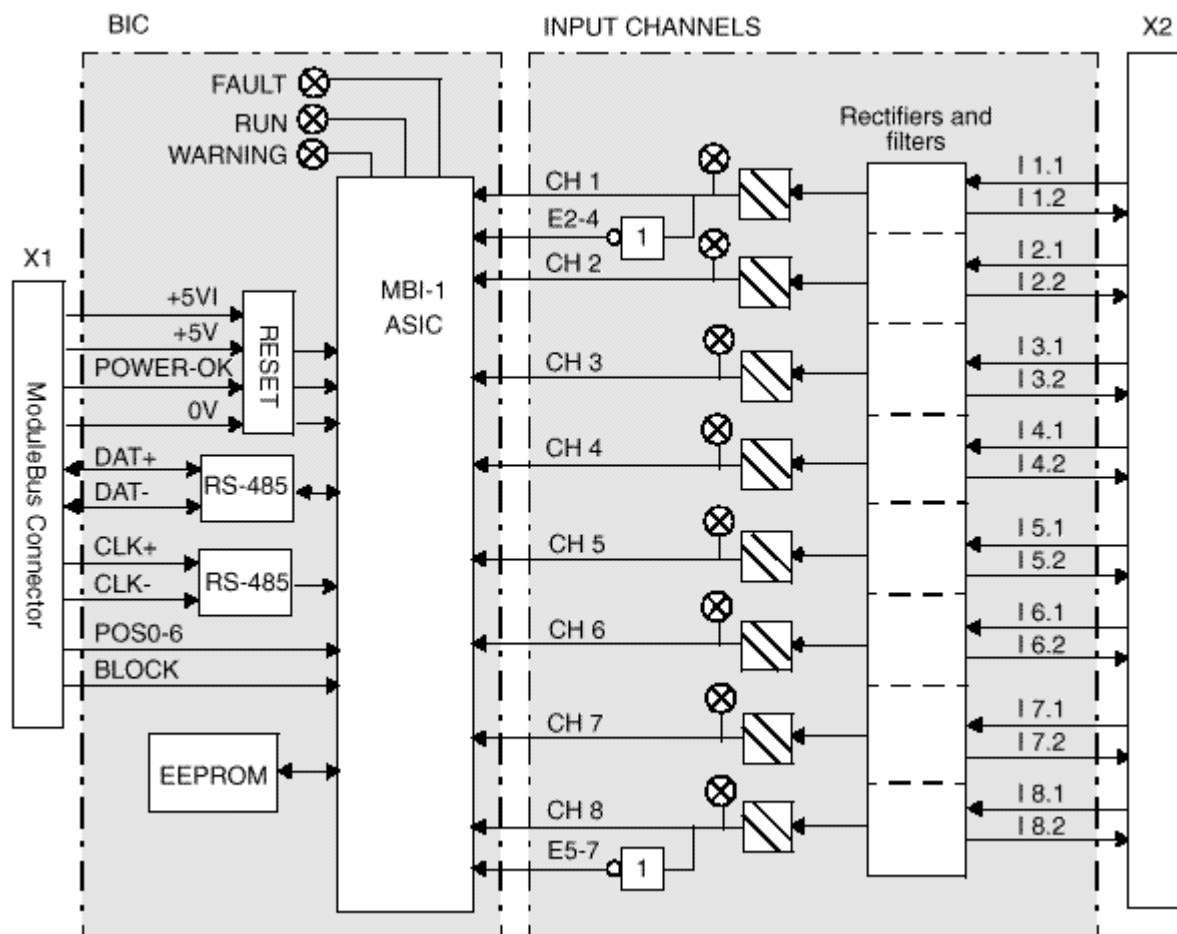 BIC
INPUT CHANNELS
X2
FAULT
RUN
WARNING
Rectifiers and
filters
X1
ModuleBus Connector
+5VI
+5V
POWER-OK
0V
RESET
DAT+
DAT-
RS-485
CLK+
CLK-
RS-485
POS0-6
BLOCK
EEPROM
MBI-1
ASIC
CH 1
E2-4
1
CH 2
CH 3
CH 4
CH 5
CH 6
CH 7
CH 8
E5-7
1
I 1.1
I 1.2
I 2.1
I 2.2
I 3.1
I 3.2
I 4.1
I 4.2
I 5.1
I 5.2
I 6.1
I 6.2
I 7.1
I 7.2
I 8.1
I 8.2